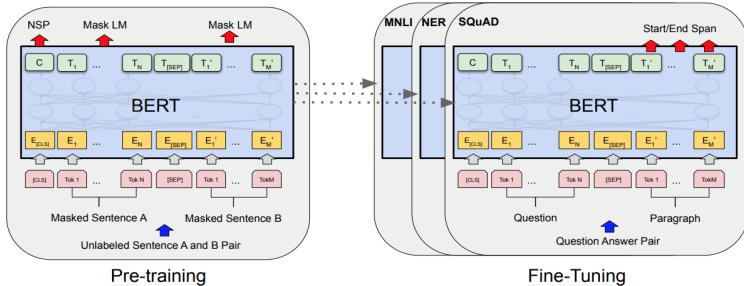 NSP Mask LM Mask LM
C T1 ... TN T[SEP] T1' ... TM'
BERT
E[CLS] E1 ... EN E[SEP] E1' ... EM'
[CLS] Tok 1 ... Tok N [SEP] Tok 1 ... TokM
Masked Sentence A Masked Sentence B
Unlabeled Sentence A and B Pair
Pre-training
MNLI NER SQuAD Start/End Span
C T1 ... TN T[SEP] T1' ... TM'
BERT
E[CLS] E1 ... EN E[SEP] E1' ... EM'
[CLS] Tok 1 ... Tok N [SEP] Tok 1 ... TokM
Question Paragraph
Question Answer Pair
Fine-Tuning